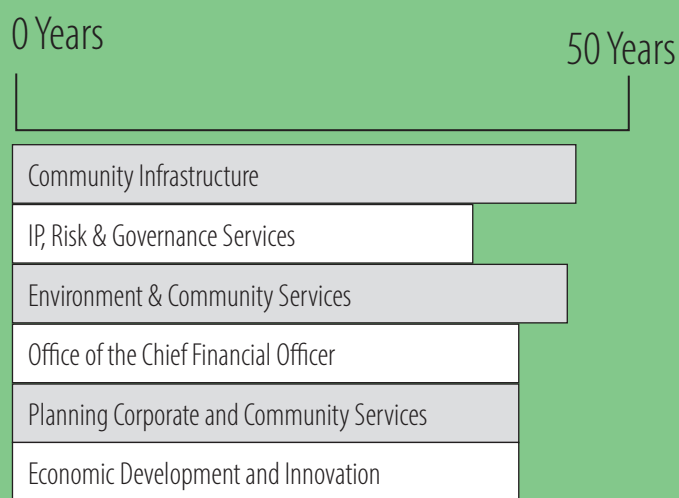 0 Years
50 Years
Community Infrastructure
IP, Risk & Governance Services
Environment & Community Services
Office of the Chief Financial Officer
Planning Corporate and Community Services
Economic Development and Innovation